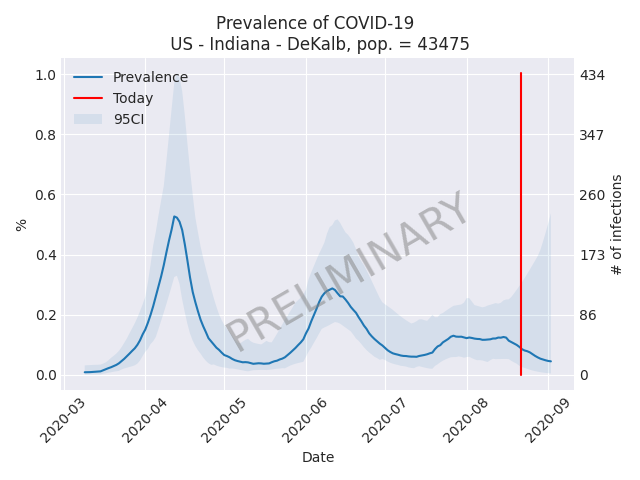 Prevalence of COVID-19
US - Indiana - DeKalb, pop. = 43475
Prevalence
Today
95CI
1.0
0.8
0.6
0.4
0.2
0.0
%
434
347
260
173
86
0
# of infections
PRELIMINARY
2020-03
2020-04
2020-05
2020-06
2020-07
2020-08
2020-09
Date